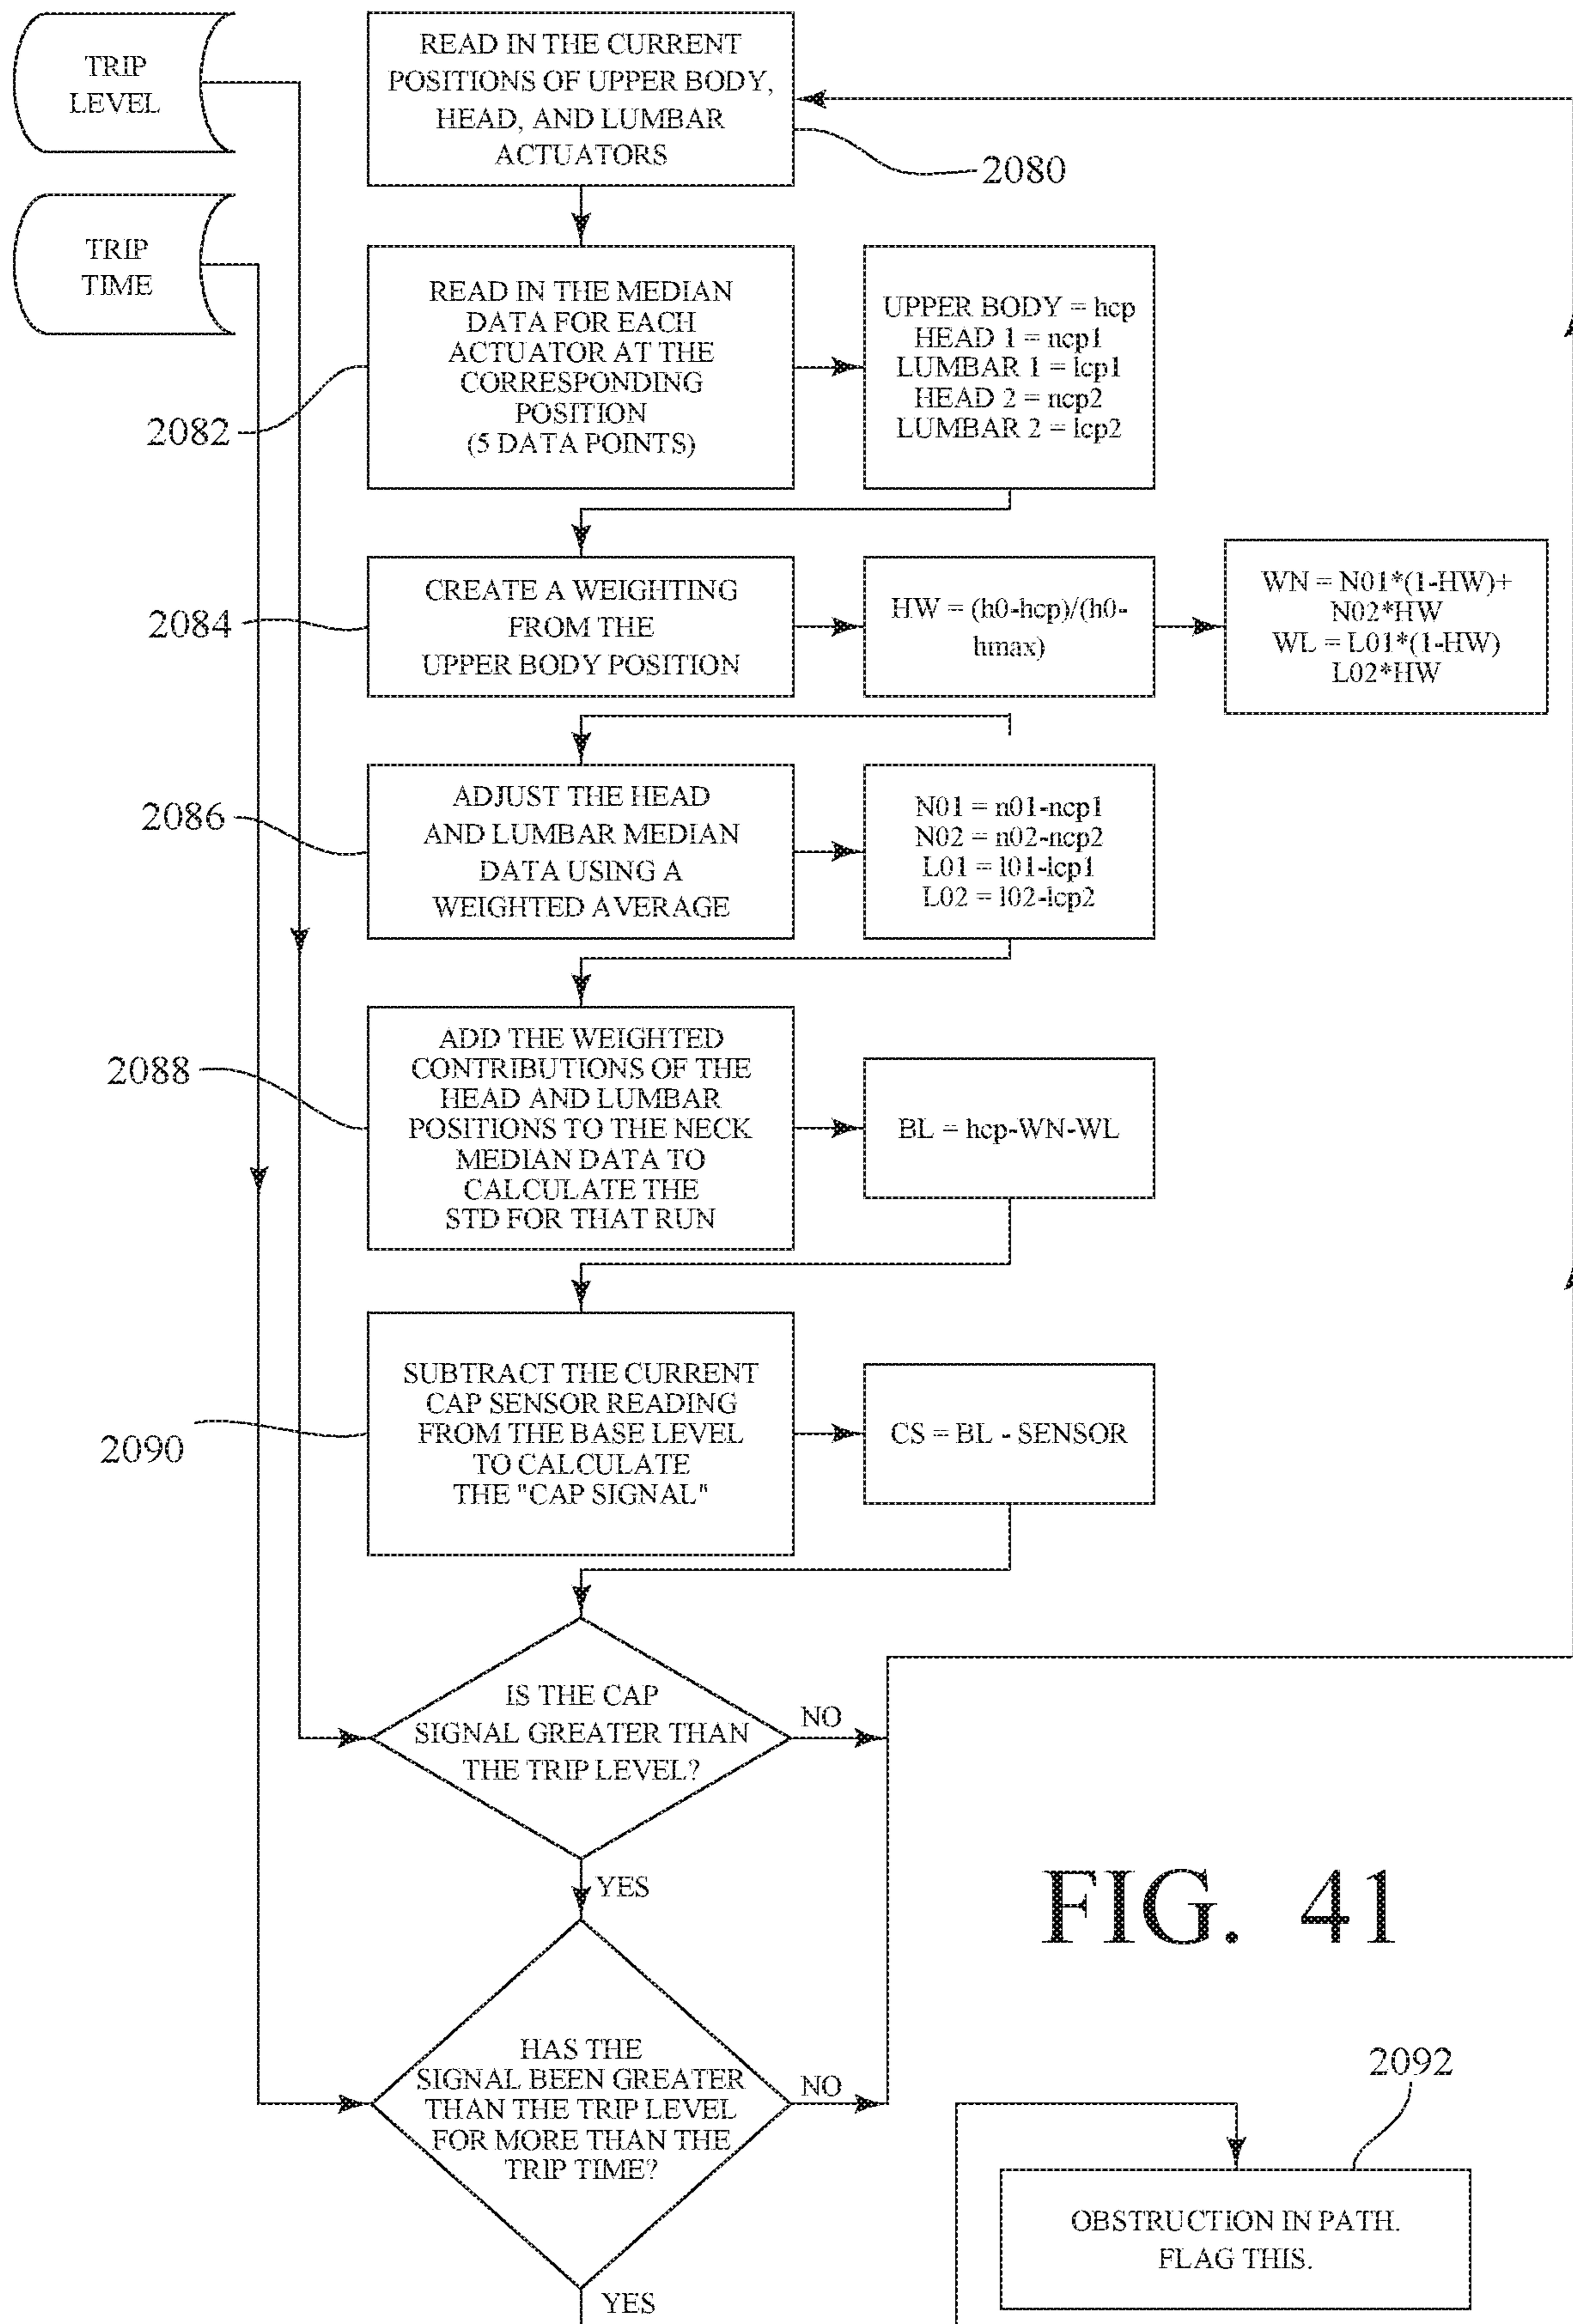 TRIP
LEVEL
TRIP
TIME
READ IN THE CURRENT
POSITIONS OF UPPER BODY,
HEAD, AND LUMBAR
ACTUATORS
2080
READ IN THE MEDIAN
DATA FOR EACH
ACTUATOR AT THE
CORRESPONDING
POSITION
(5 DATA POINTS)
2082
UPPER BODY = hcp
HEAD 1 = ncp1
LUMBAR 1 = lcp1
HEAD 2 = ncp2
LUMBAR 2 = lcp2
CREATE A WEIGHTING
FROM THE
UPPER BODY POSITION
2084
HW = (h0-hcp)/(h0-
hmax)
WN = N01*(1-HW)+
N02*HW
WL = L01*(1-HW)
L02*HW
ADJUST THE HEAD
AND LUMBAR MEDIAN
DATA USING A
WEIGHTED AVERAGE
2086
N01 = n01-ncp1
N02 = n02-ncp2
L01 = l01-lcp1
L02 = l02-lcp2
ADD THE WEIGHTED
CONTRIBUTIONS OF THE
HEAD AND LUMBAR
POSITIONS TO THE NECK
MEDIAN DATA TO
CALCULATE THE
STD FOR THAT RUN
2088
BL = hcp-WN-WL
SUBTRACT THE CURRENT
CAP SENSOR READING
FROM THE BASE LEVEL
TO CALCULATE
THE "CAP SIGNAL"
2090
CS = BL - SENSOR
IS THE CAP
SIGNAL GREATER THAN
THE TRIP LEVEL?
NO
YES
HAS THE
SIGNAL BEEN GREATER
THAN THE TRIP LEVEL
FOR MORE THAN THE
TRIP TIME?
NO
YES
FIG. 41
2092
OBSTRUCTION IN PATH.
FLAG THIS.